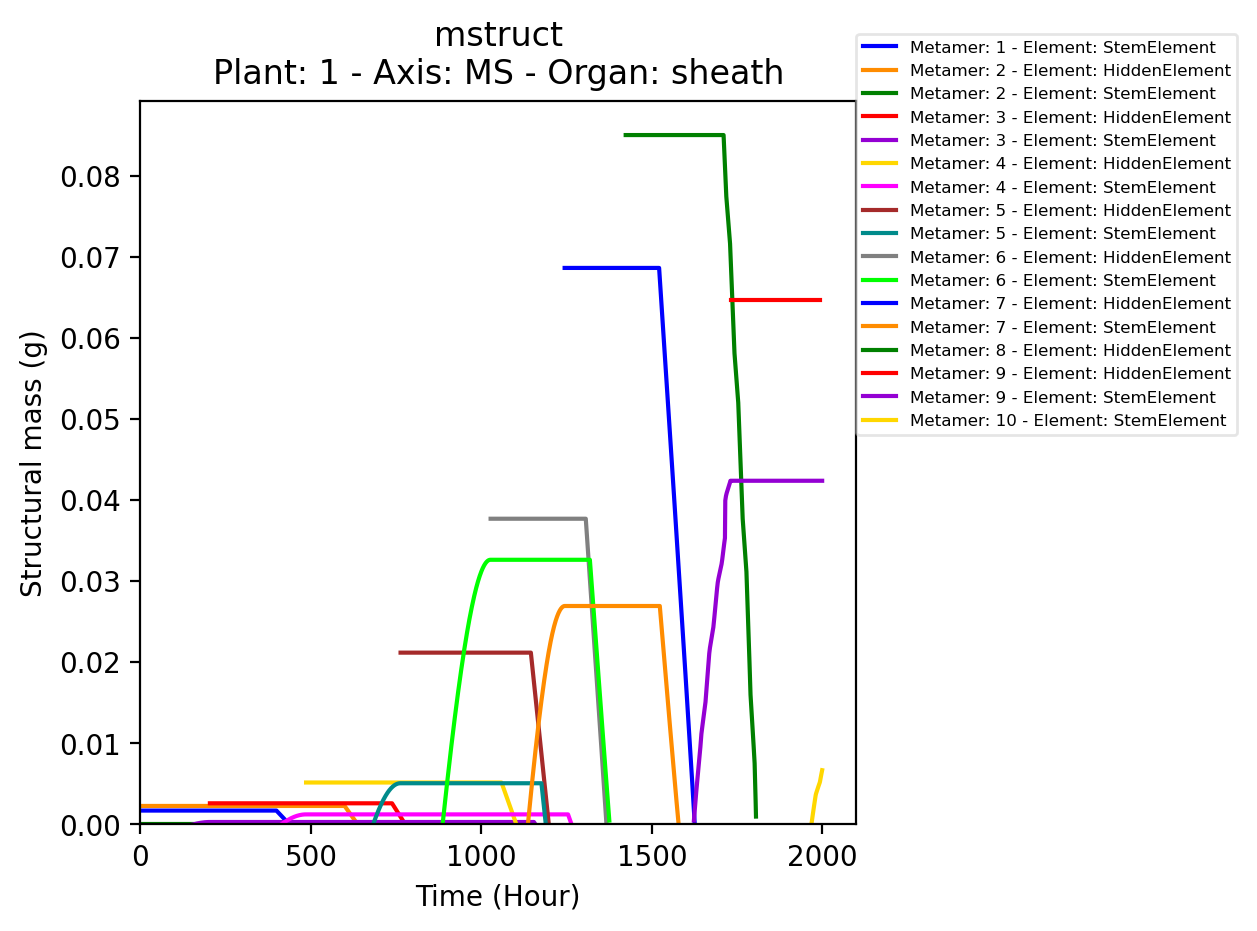 mstruct
Plant: 1 - Axis: MS - Organ: sheath
Metamer: 1 - Element: StemElement
Metamer: 2 - Element: HiddenElement
Metamer: 2 - Element: StemElement
Metamer: 3 - Element: HiddenElement
Metamer: 3 - Element: StemElement
Metamer: 4 - Element: HiddenElement
Metamer: 4 - Element: StemElement
Metamer: 5 - Element: HiddenElement
Metamer: 5 - Element: StemElement
Metamer: 6 - Element: HiddenElement
Metamer: 6 - Element: StemElement
Metamer: 7 - Element: HiddenElement
Metamer: 7 - Element: StemElement
Metamer: 8 - Element: HiddenElement
Metamer: 9 - Element: HiddenElement
Metamer: 9 - Element: StemElement
Metamer: 10 - Element: StemElement
Structural mass (g)
0.08
0.07
0.06
0.05
0.04
0.03
0.02
0.01
0.00
0 500 1000 1500 2000
Time (Hour)